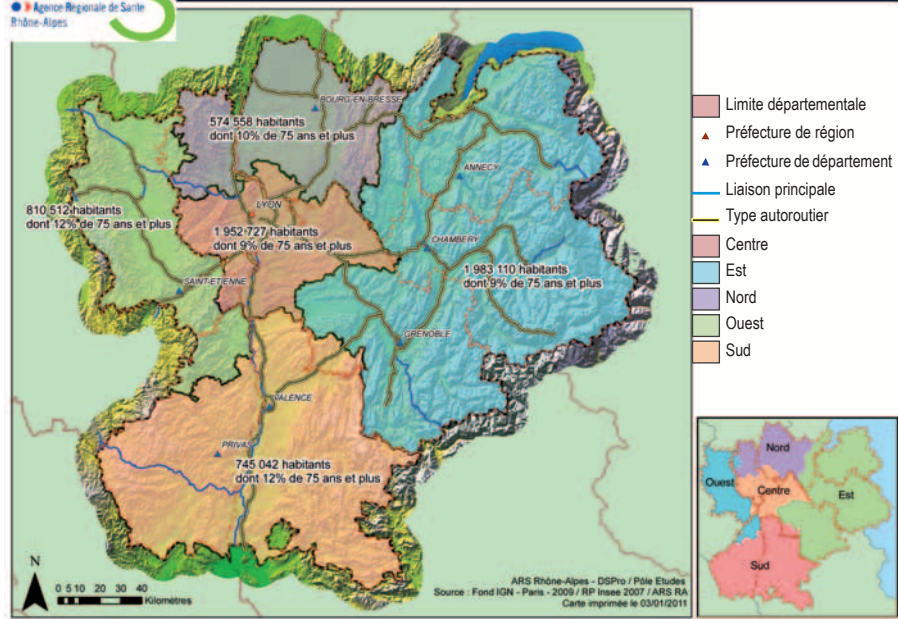 Agence Régionale de Santé
Rhône-Alpes
574 558 habitants
dont 10% de 75 ans et plus
BOURG-EN-BRESSE
ANNECY
810 512 habitants
dont 12% de 75 ans et plus
LYON
1 952 727 habitants
dont 9% de 75 ans et plus
CHAMBERY
1 983 110 habitants
dont 9% de 75 ans et plus
SAINT-ETIENNE
GRENOBLE
VALENCE
PRIVAS
745 042 habitants
dont 12% de 75 ans et plus
N
0 5 10 20 30 40
Kilomètres
ARS Rhône-Alpes - DSPro / Pôle Etudes
Source : Fond IGN - Paris - 2009 / RP Insee 2007 / ARS RA
Carte imprimée le 03/01/2011
Limite départementale
Préfecture de région
Préfecture de département
Liaison principale
Type autoroutier
Centre
Est
Nord
Ouest
Sud
Nord
Ouest
Centre
Est
Sud